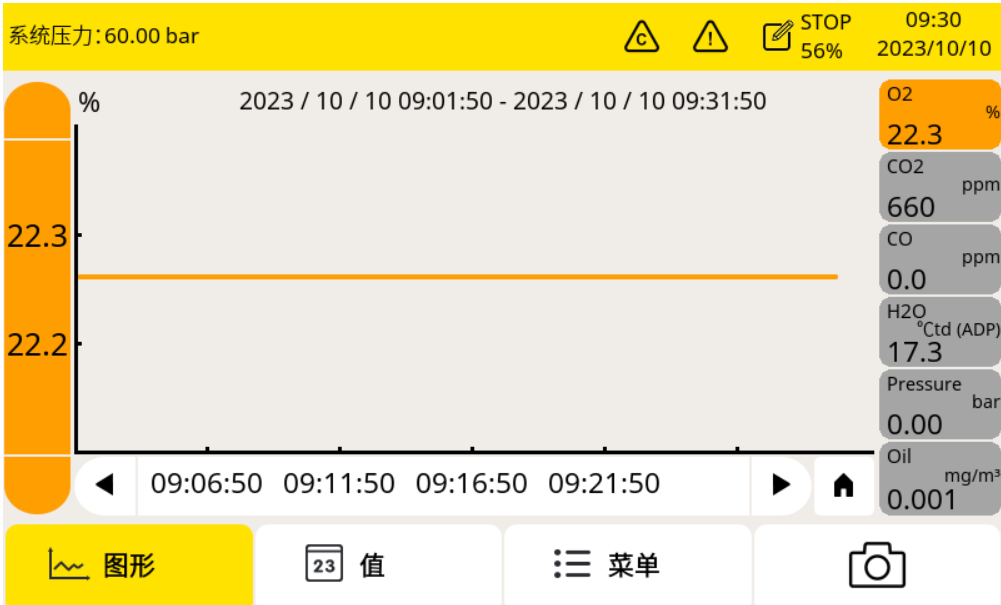 系统压力:60.00 bar
C
!
STOP
56%
09:30
2023/10/10
%
2023 / 10 / 10 09:01:50 - 2023 / 10 / 10 09:31:50
22.3
22.2
09:06:50 09:11:50 09:16:50 09:21:50
O2
%
22.3
CO2
ppm
660
CO
ppm
0.0
H2O
°Ctd (ADP)
17.3
Pressure
bar
0.00
Oil
mg/m³
0.001
图形
23
值
菜单